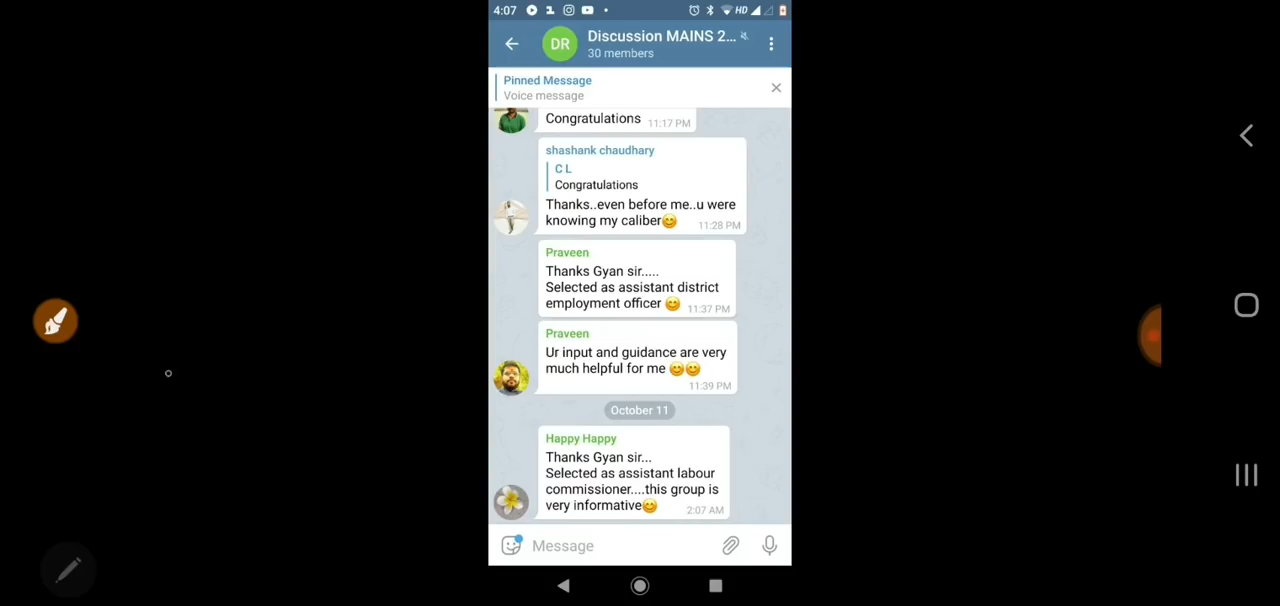 4:07 HD
DR Discussion MAINS 2...
30 members
Pinned Message
Voice message
Congratulations 11:17 PM
shashank chaudhary
C L
Congratulations
Thanks..even before me..u were
knowing my caliber😊 11:28 PM
Praveen
Thanks Gyan sir.....
Selected as assistant district
employment officer 😊 11:37 PM
Praveen
Ur input and guidance are very
much helpful for me 😊😊
11:39 PM
October 11
Happy Happy
Thanks Gyan sir...
Selected as assistant labour
commissioner....this group is
very informative😊 2:07 AM
Message